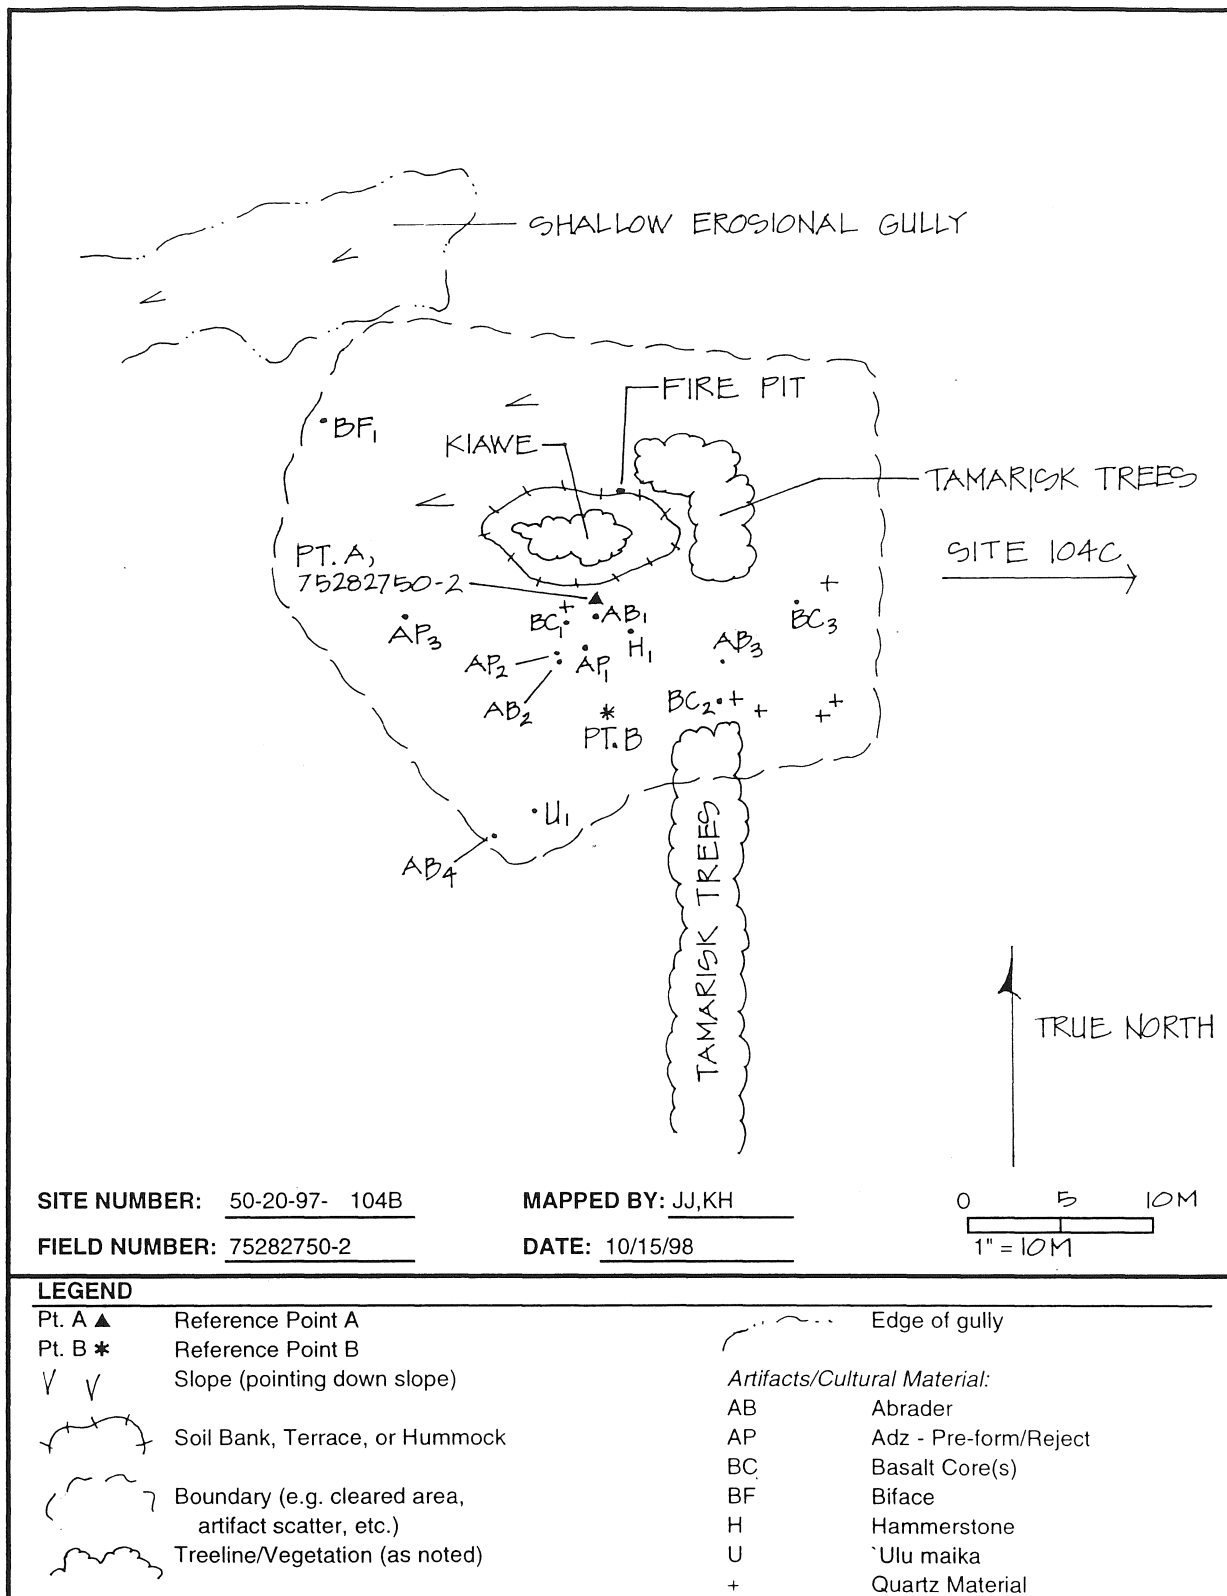 SHALLOW EROSIONAL GULLY
FIRE PIT
BF1
KIAWE
TAMARISK TREES
SITE 104C
PT. A,
75282750-2
BC1
+
AB1
+
BC3
AP3
H1
AB3
AP2
AP1
AB2
BC2
+
+
+
+
*
PT. B
U1
AB4
TAMARISK TREES
TRUE NORTH
SITE NUMBER: 50-20-97- 104B
MAPPED BY: JJ,KH
0 5 10M
FIELD NUMBER: 75282750-2
DATE: 10/15/98
1" = 10M
LEGEND
Pt. A ▲ Reference Point A
Pt. B * Reference Point B
Slope (pointing down slope)
Soil Bank, Terrace, or Hummock
Boundary (e.g. cleared area,
artifact scatter, etc.)
Treeline/Vegetation (as noted)
Edge of gully
Artifacts/Cultural Material:
AB Abrader
AP Adz - Pre-form/Reject
BC Basalt Core(s)
BF Biface
H Hammerstone
U `Ulu maika
+ Quartz Material